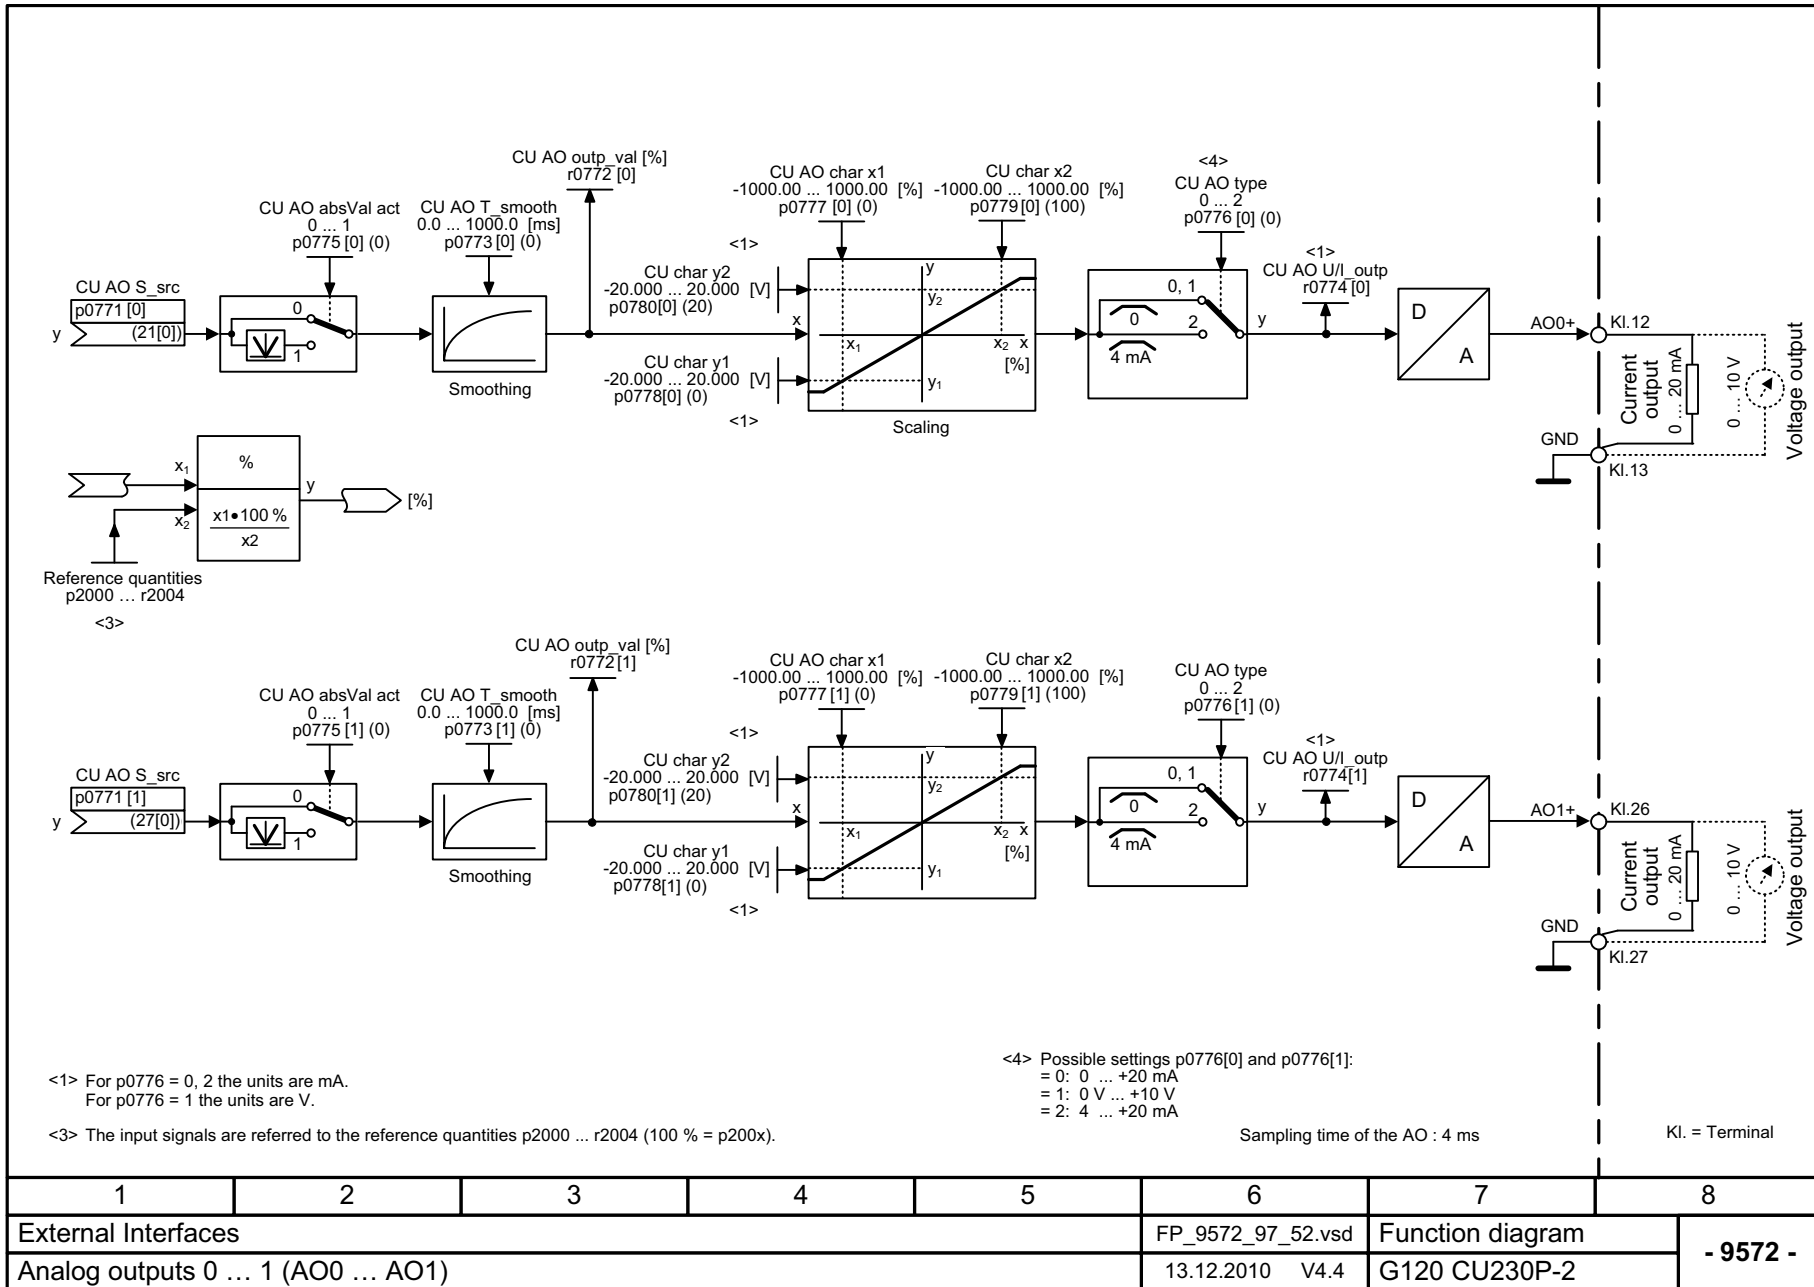 CU AO outp_val [%]
r0772 [0]
CU AO char x1
-1000.00 ... 1000.00 [%]
p0777 [0] (0)
CU char x2
-1000.00 ... 1000.00 [%]
p0779[0] (100)
<4>
CU AO type
0 ... 2
p0776 [0] (0)
CU AO absVal act
0 ... 1
p0775 [0] (0)
CU AO T_smooth
0.0 ... 1000.0 [ms]
p0773 [0] (0)
<1>
CU char y2
-20.000 ... 20.000 [V]
p0780[0] (20)
<1>
CU AO U/I_outp
r0774 [0]
CU AO S_src
p0771 [0]
(21[0])
y
0
1
Smoothing
x
CU char y1
-20.000 ... 20.000 [V]
p0778[0] (0)
<1>
y
y2
x1
x2 x
[%]
y1
Scaling
0, 1
0
2
4 mA
y
D
A
AO0+
Kl.12
Current output
0 ... 20 mA
0 ... 10 V
Voltage output
GND
Kl.13
x1
x2
%
x1•100 %
x2
y
[%]
Reference quantities
p2000 ... r2004
<3>
CU AO outp_val [%]
r0772 [1]
CU AO char x1
-1000.00 ... 1000.00 [%]
p0777 [1] (0)
CU char x2
-1000.00 ... 1000.00 [%]
p0779 [1] (100)
CU AO type
0 ... 2
p0776 [1] (0)
CU AO absVal act
0 ... 1
p0775 [1] (0)
CU AO T_smooth
0.0 ... 1000.0 [ms]
p0773 [1] (0)
<1>
CU char y2
-20.000 ... 20.000 [V]
p0780[1] (20)
<1>
CU AO U/I_outp
r0774[1]
CU AO S_src
p0771 [1]
(27[0])
y
0
1
Smoothing
x
CU char y1
-20.000 ... 20.000 [V]
p0778[1] (0)
<1>
y
y2
x1
x2 x
[%]
y1
0, 1
0
2
4 mA
y
D
A
AO1+
Kl.26
Current output
0 ... 20 mA
0 ... 10 V
Voltage output
GND
Kl.27
<1> For p0776 = 0, 2 the units are mA.
For p0776 = 1 the units are V.
<3> The input signals are referred to the reference quantities p2000 ... r2004 (100 % = p200x).
<4> Possible settings p0776[0] and p0776[1]:
= 0: 0 ... +20 mA
= 1: 0 V ... +10 V
= 2: 4 ... +20 mA
Sampling time of the AO : 4 ms
Kl. = Terminal
1 2 3 4 5 6 7 8
External Interfaces
FP_9572_97_52.vsd
Function diagram
- 9572 -
Analog outputs 0 ... 1 (AO0 ... AO1)
13.12.2010 V4.4
G120 CU230P-2